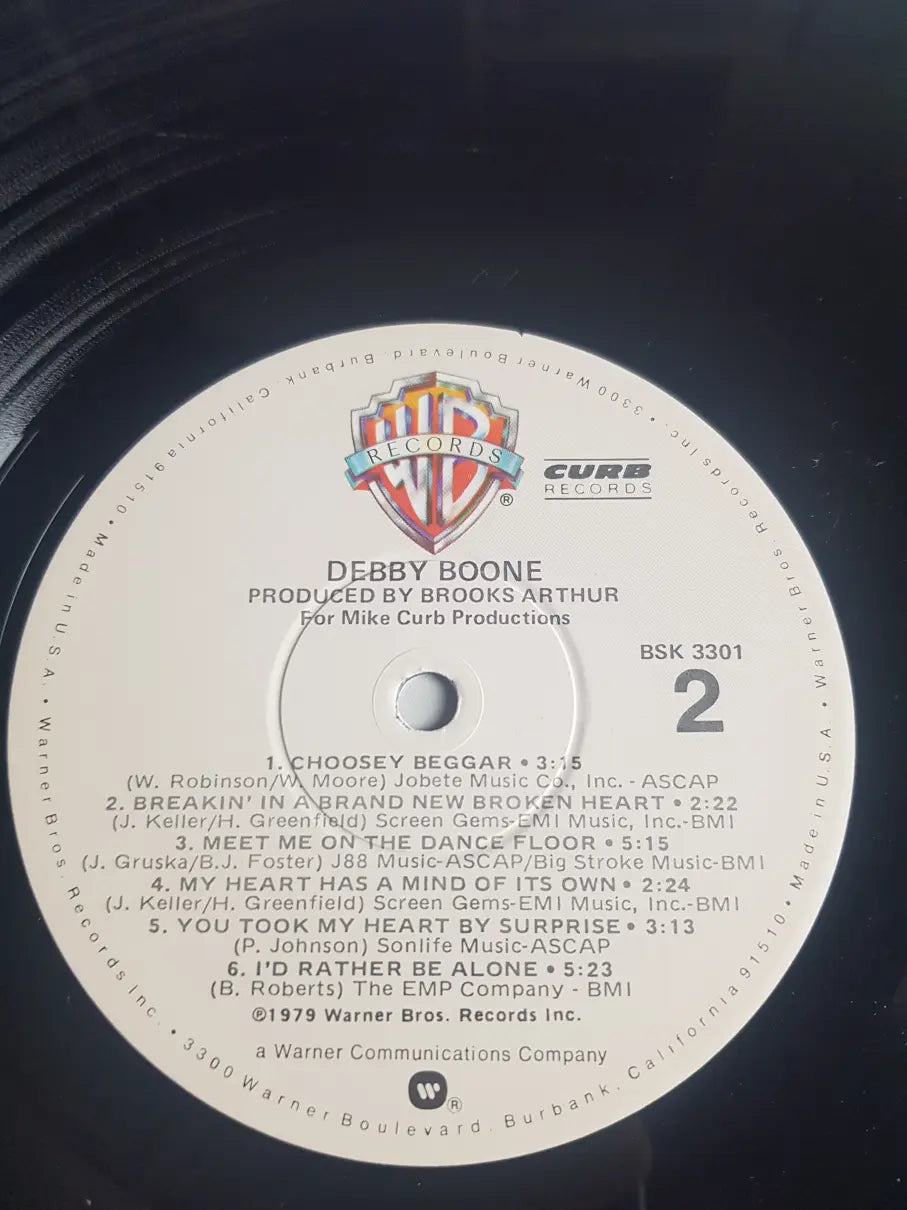 WB
RECORDS
®
CURB
RECORDS
DEBBY BOONE
PRODUCED BY BROOKS ARTHUR
For Mike Curb Productions
BSK 3301
2
1. CHOOSEY BEGGAR • 3:15
(W. Robinson/W. Moore) Jobete Music Co., Inc. - ASCAP
2. BREAKIN' IN A BRAND NEW BROKEN HEART • 2:22
(J. Keller/H. Greenfield) Screen Gems-EMI Music, Inc.-BMI
3. MEET ME ON THE DANCE FLOOR • 5:15
(J. Gruska/B.J. Foster) J88 Music-ASCAP/Big Stroke Music-BMI
4. MY HEART HAS A MIND OF ITS OWN • 2:24
(J. Keller/H. Greenfield) Screen Gems-EMI Music, Inc.-BMI
5. YOU TOOK MY HEART BY SURPRISE • 3:13
(P. Johnson) Sonlife Music-ASCAP
6. I'D RATHER BE ALONE • 5:23
(B. Roberts) The EMP Company - BMI
℗1979 Warner Bros. Records Inc.
a Warner Communications Company
W ®
Warner Bros. Records Inc. • 3300 Warner Boulevard. Burbank. California 91510 • Made in U.S.A. • Warner Bros. Records Inc. • 3300 Warner Boulevard. Burbank. California 91510 • Made in U.S.A. •